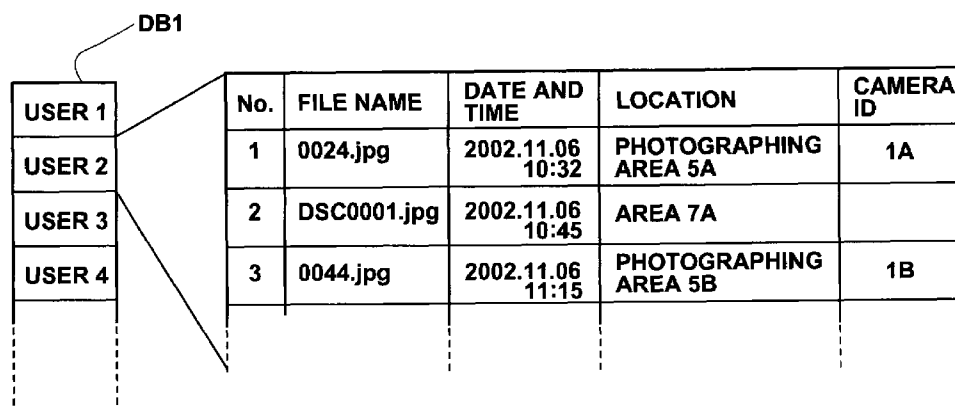 DB1
USER 1
USER 2
USER 3
USER 4
No. FILE NAME DATE AND TIME LOCATION CAMERA ID
1 0024.jpg 2002.11.06 10:32 PHOTOGRAPHING AREA 5A 1A
2 DSC0001.jpg 2002.11.06 10:45 AREA 7A
3 0044.jpg 2002.11.06 11:15 PHOTOGRAPHING AREA 5B 1B